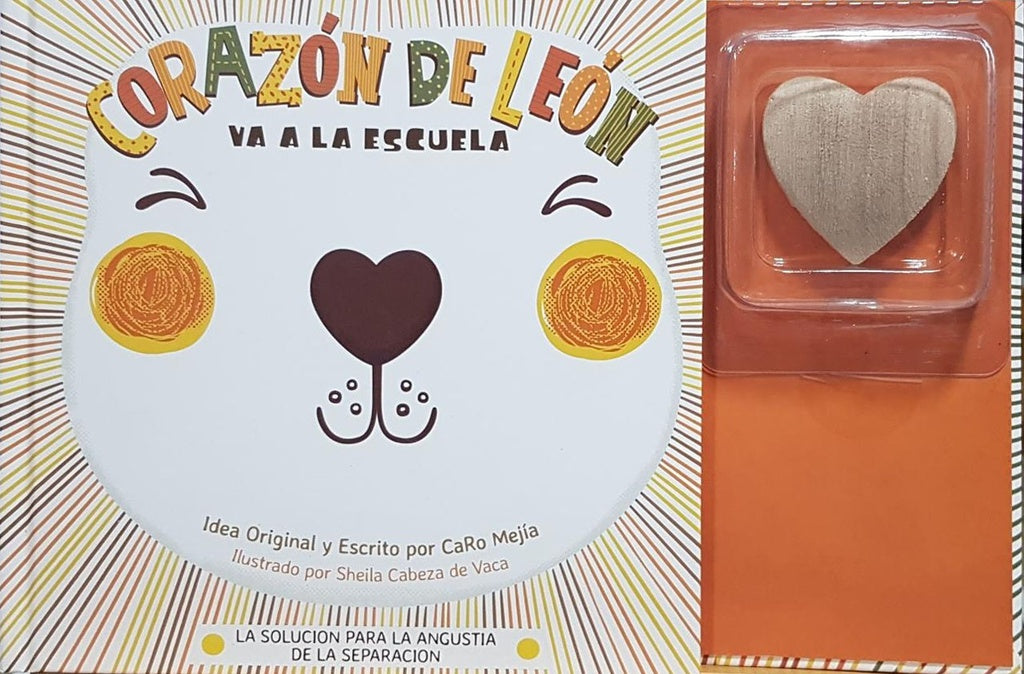 CORAZÓN DE LEÓN
VA A LA ESCUELA
Idea Original y Escrito por CaRo Mejía
Ilustrado por Sheila Cabeza de Vaca
LA SOLUCION PARA LA ANGUSTIA
DE LA SEPARACION